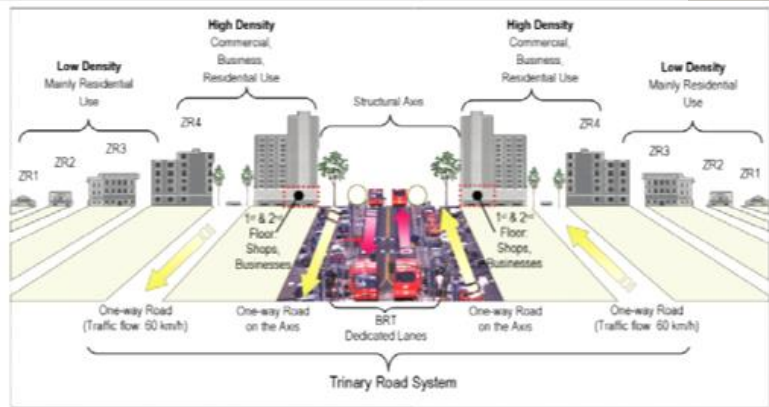 High Density
Commercial,
Business,
Residential Use
High Density
Commercial,
Business,
Residential Use
Low Density
Mainly Residential
Use
Low Density
Mainly Residential
Use
Structural Axis
ZR4
ZR3
ZR2
ZR1
ZR4
ZR3
ZR2
ZR1
1st & 2nd
Floor:
Shops,
Businesses
1st & 2nd
Floor:
Shops,
Businesses
One-way Road
(Traffic flow: 60 km/h)
One-way Road
on the Axis
BRT
Dedicated Lanes
One-way Road
on the Axis
One-way Road
(Traffic flow: 60 km/h)
Trinary Road System